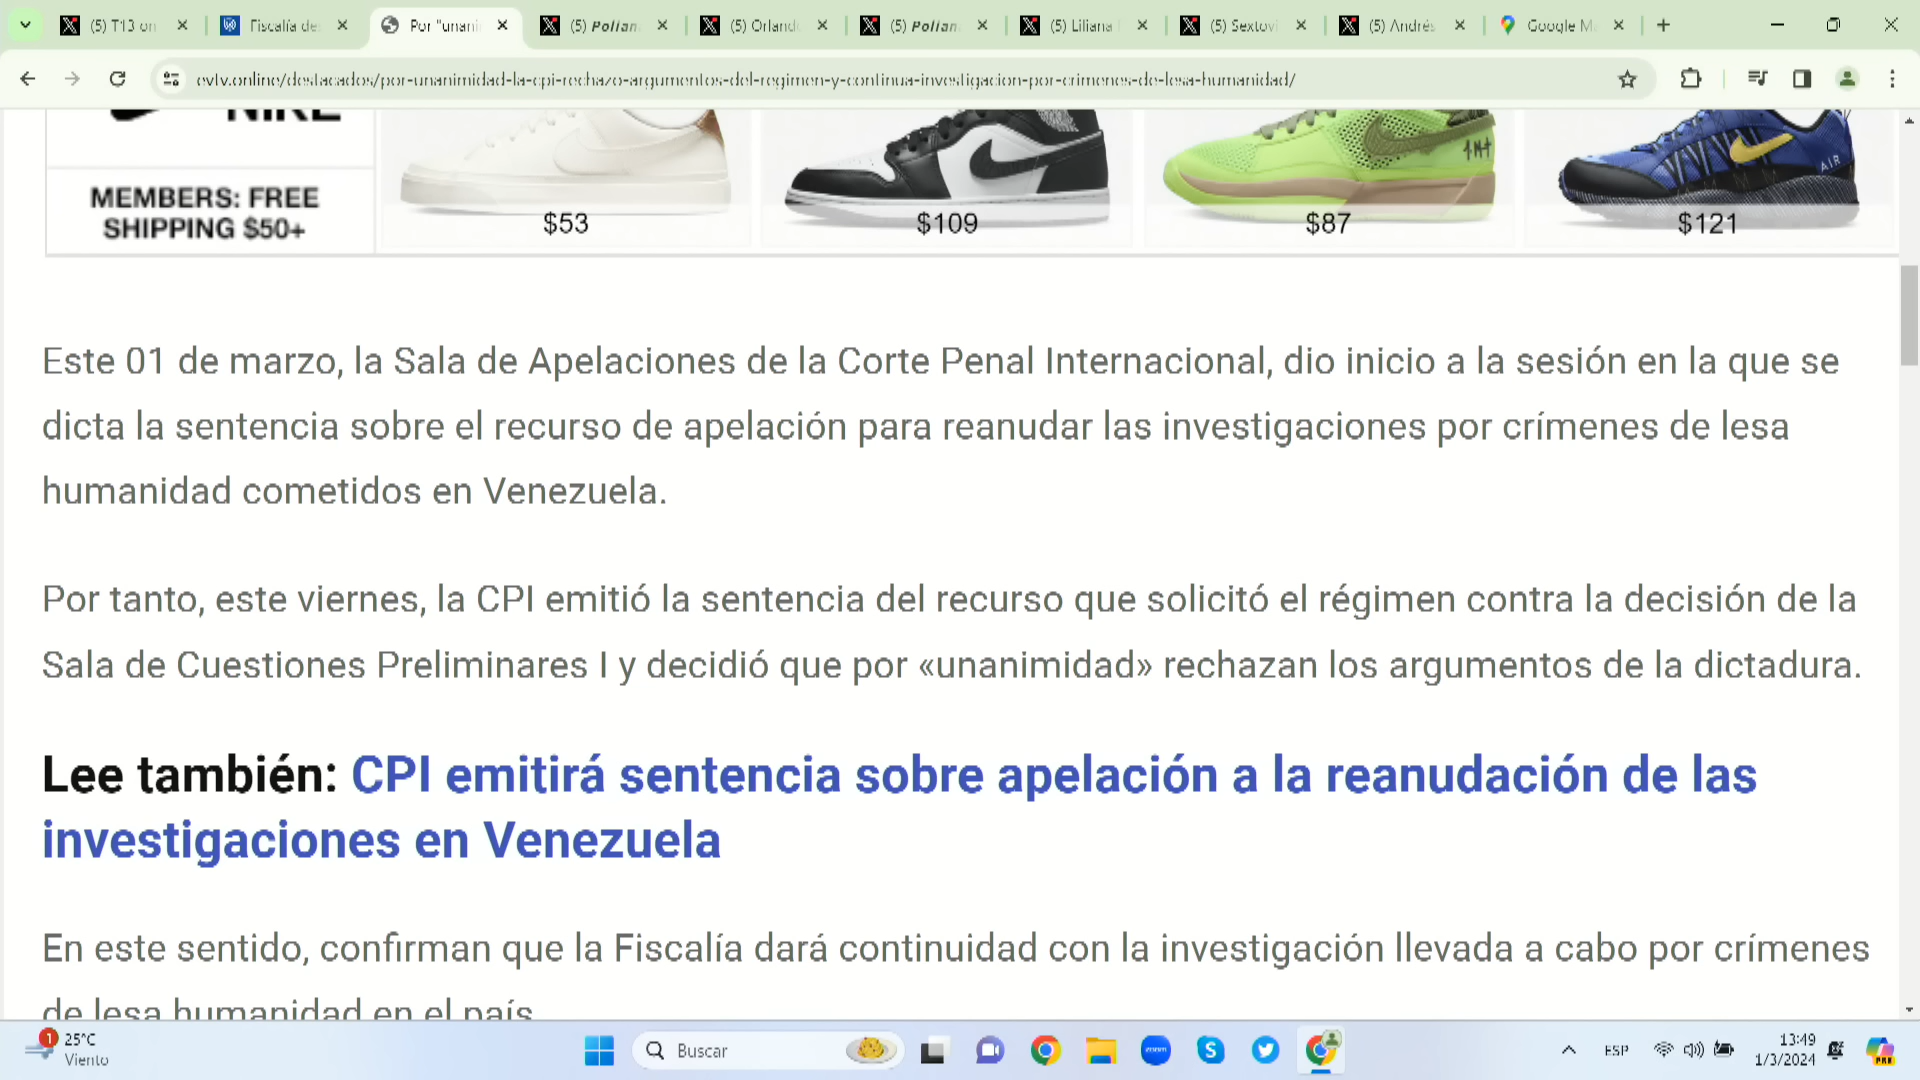 (5) T13 on
Fiscalía de
Por "unani
(5) Polian
(5) Orland
(5) Polian
(5) Liliana
(5) Sextovi
(5) Andrés
Google M
evtv.online/destacados/por-unanimidad-la-cpi-rechazo-argumentos-del-regimen-y-continua-investigacion-por-crimenes-de-lesa-humanidad/
NIKE
MEMBERS: FREE
SHIPPING $50+
$53
$109
$87
AIR
$121
Este 01 de marzo, la Sala de Apelaciones de la Corte Penal Internacional, dio inicio a la sesión en la que se
dicta la sentencia sobre el recurso de apelación para reanudar las investigaciones por crímenes de lesa
humanidad cometidos en Venezuela.
Por tanto, este viernes, la CPI emitió la sentencia del recurso que solicitó el régimen contra la decisión de la
Sala de Cuestiones Preliminares I y decidió que por «unanimidad» rechazan los argumentos de la dictadura.
Lee también: CPI emitirá sentencia sobre apelación a la reanudación de las
investigaciones en Venezuela
En este sentido, confirman que la Fiscalía dará continuidad con la investigación llevada a cabo por crímenes
de lesa humanidad en el país
1
25°C
Viento
Buscar
zoom
ESP
13:49
1/3/2024
PRE